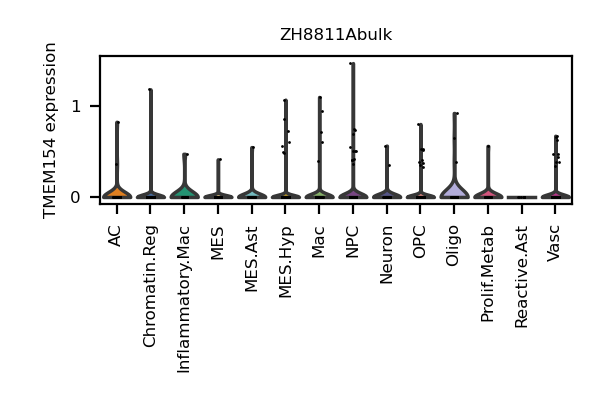 ZH8811Abulk
TMEM154 expression
1
0
AC
Chromatin.Reg
Inflammatory.Mac
MES
MES.Ast
MES.Hyp
Mac
NPC
Neuron
OPC
Oligo
Prolif.Metab
Reactive.Ast
Vasc